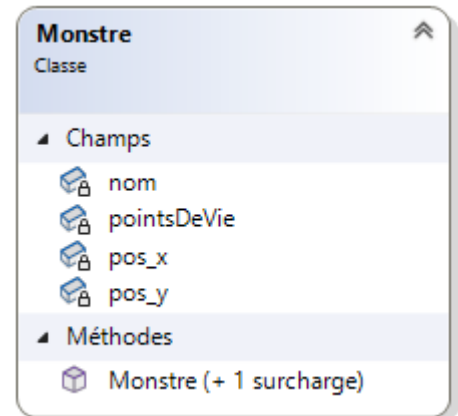 Monstre
Classe
Champs
nom
pointsDeVie
pos_x
pos_y
Méthodes
Monstre (+ 1 surcharge)